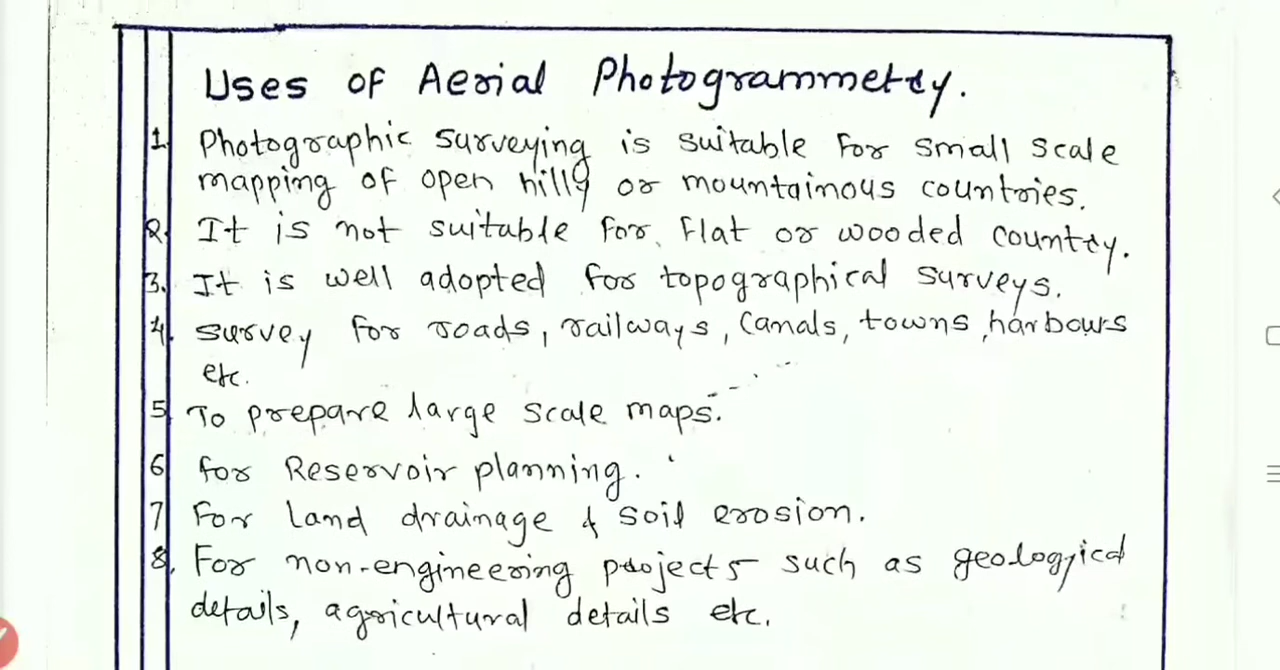 Uses of Aerial Photogrammetry.
1. Photographic surveying is suitable for small scale
mapping of open hilly or mountainous countries.
2. It is not suitable for flat or wooded country.
3. It is well adopted for topographical surveys.
4. survey for roads, railways, Canals, towns, harbours
etc.
5. To prepare large scale maps.
6 for Reservoir planning.
7 For Land drainage & soil erosion.
8. For non-engineering projects such as geologyical
details, agricultural details etc.